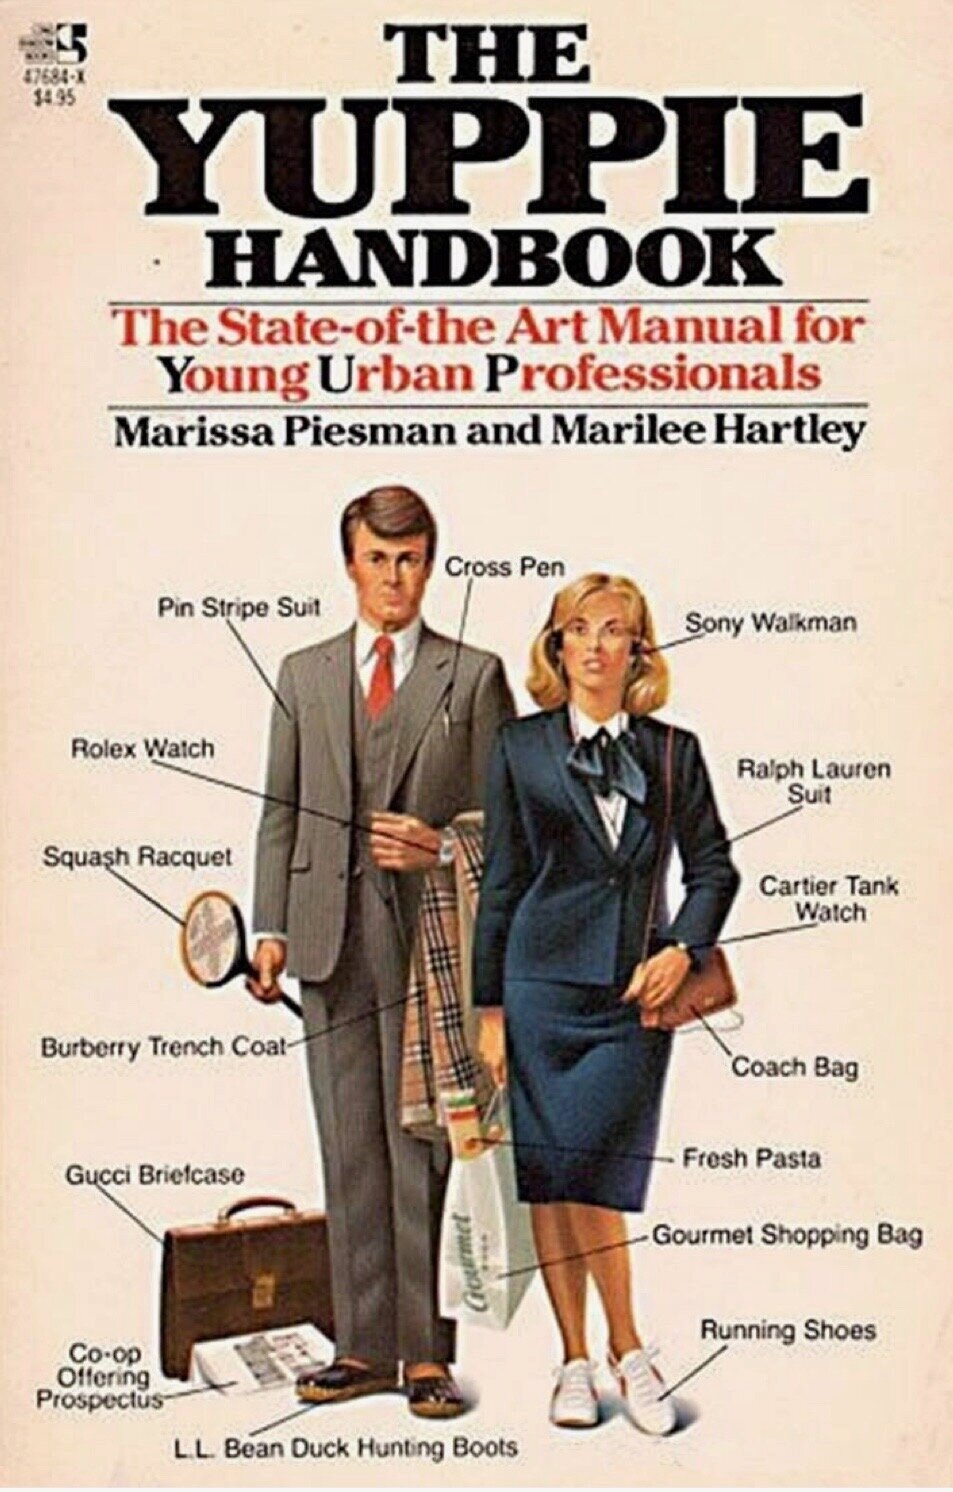 47684-X
$4.95
THE
YUPPIE
HANDBOOK
The State-of-the Art Manual for
Young Urban Professionals
Marissa Piesman and Marilee Hartley
Cross Pen
Pin Stripe Suit
Sony Walkman
Rolex Watch
Ralph Lauren
Suit
Squash Racquet
Cartier Tank
Watch
Burberry Trench Coat
Coach Bag
Fresh Pasta
Gucci Briefcase
Gourmet Shopping Bag
Gourmet
Running Shoes
Co-op
Offering
Prospectus
L.L. Bean Duck Hunting Boots